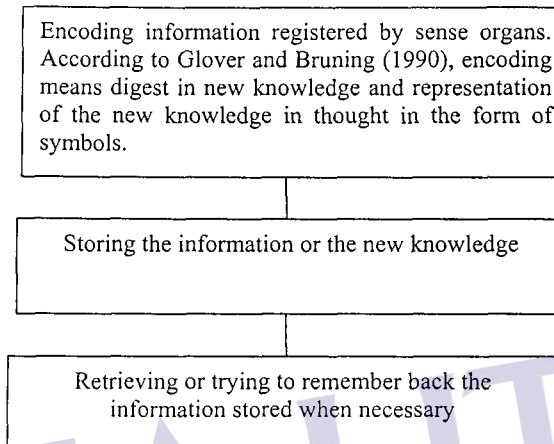 Encoding information registered by sense organs.
According to Glover and Bruning (1990), encoding
means digest in new knowledge and representation
of the new knowledge in thought in the form of
symbols.
Storing the information or the new knowledge
Retrieving or trying to remember back the
information stored when necessary